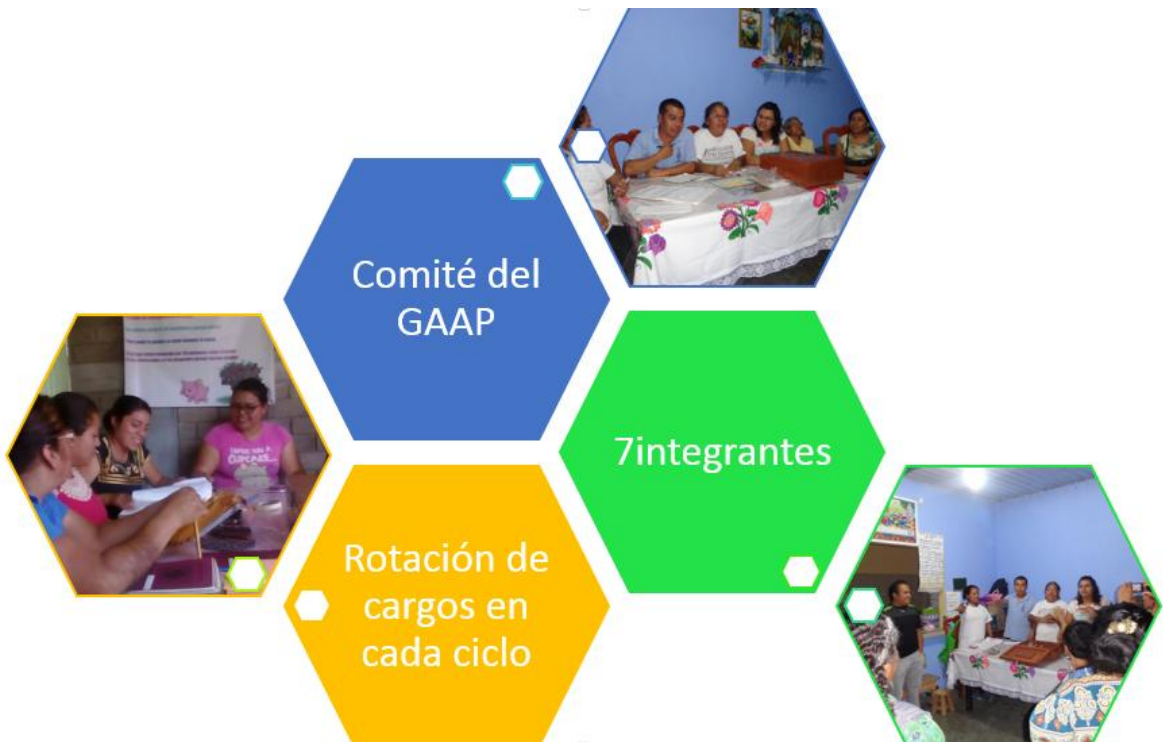 Comité del
GAAP
7integrantes
Rotación de
cargos en
cada ciclo